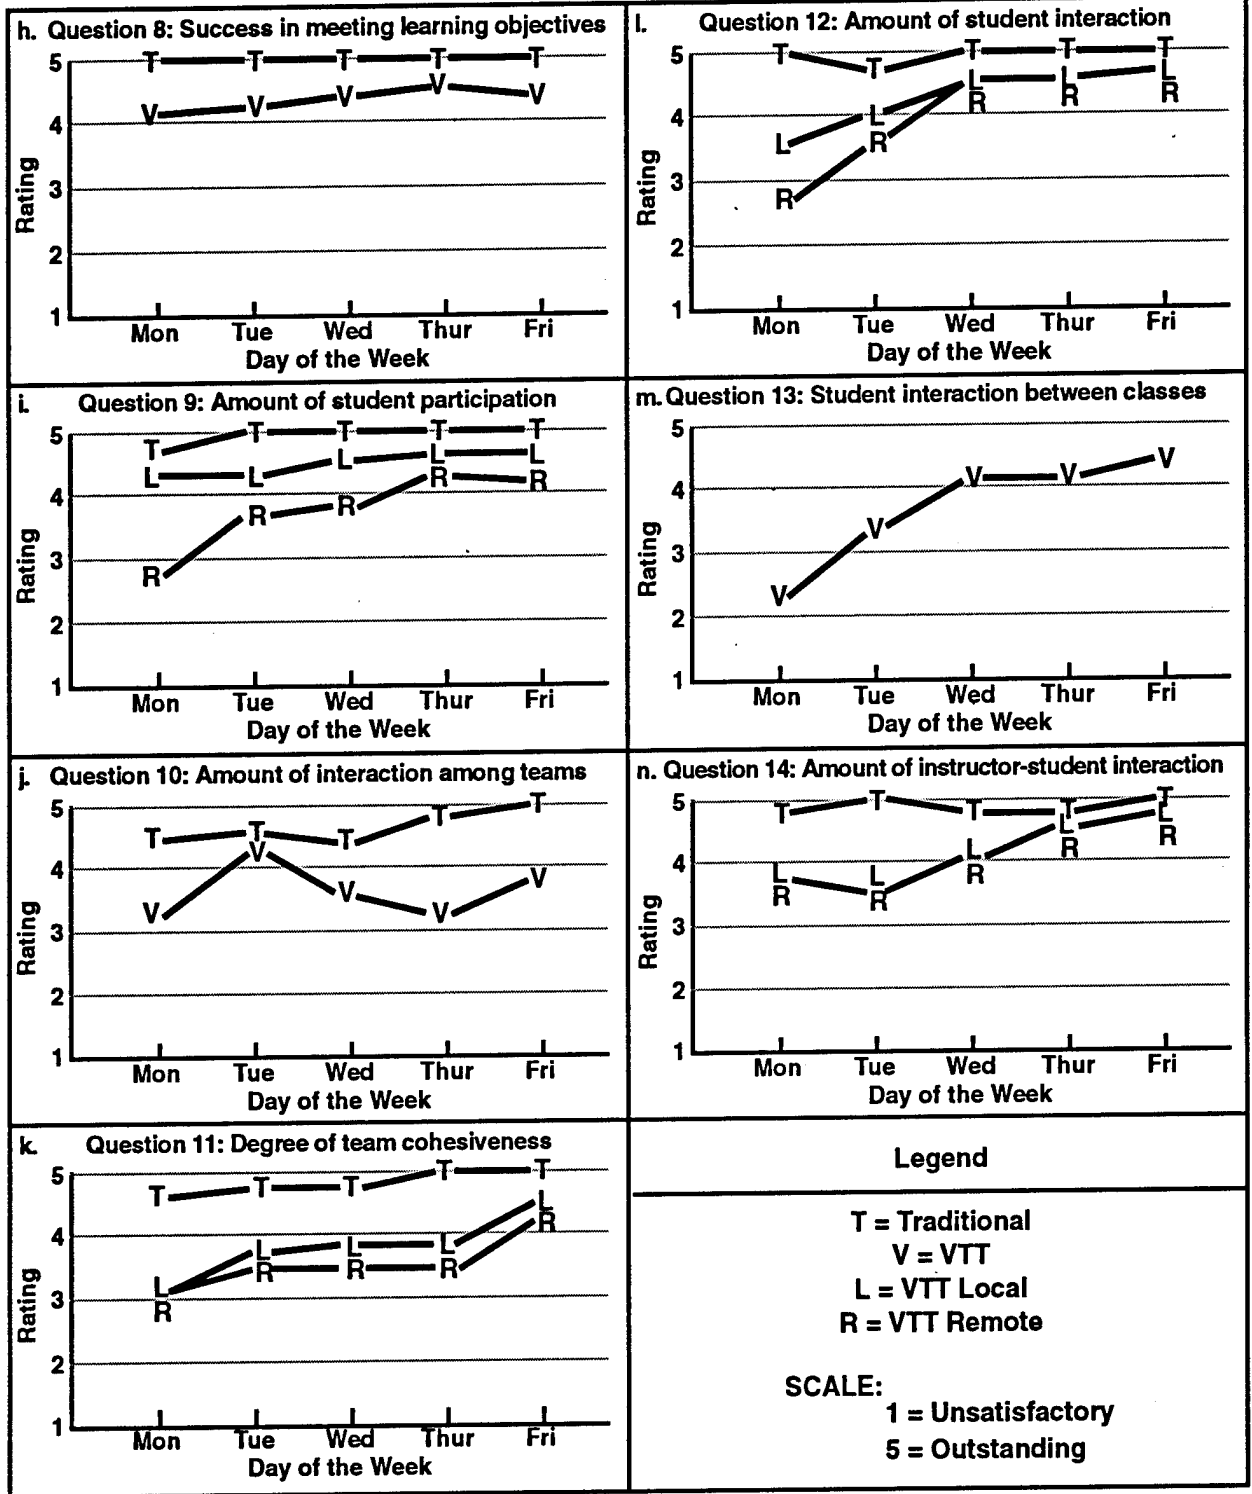 h. Question 8: Success in meeting learning objectives
5
4
3
2
1
Rating
T T T T T
V V V V V
Mon Tue Wed Thur Fri
Day of the Week
i. Question 9: Amount of student participation
5
4
3
2
1
Rating
T T T T T
L L L L L
R R R R R
Mon Tue Wed Thur Fri
Day of the Week
j. Question 10: Amount of interaction among teams
5
4
3
2
1
Rating
T T T T T
V V V V V
Mon Tue Wed Thur Fri
Day of the Week
k. Question 11: Degree of team cohesiveness
5
4
3
2
1
Rating
T T T T T
L L L L L
R R R R R
Mon Tue Wed Thur Fri
Day of the Week
l. Question 12: Amount of student interaction
5
4
3
2
1
Rating
T T T T T
L L L L L
R R R R R
Mon Tue Wed Thur Fri
Day of the Week
m. Question 13: Student interaction between classes
5
4
3
2
1
Rating
V V V V V
Mon Tue Wed Thur Fri
Day of the Week
n. Question 14: Amount of instructor-student interaction
5
4
3
2
1
Rating
T T T T T
L L L L L
R R R R R
Mon Tue Wed Thur Fri
Day of the Week
Legend
T = Traditional
V = VTT
L = VTT Local
R = VTT Remote
SCALE:
1 = Unsatisfactory
5 = Outstanding